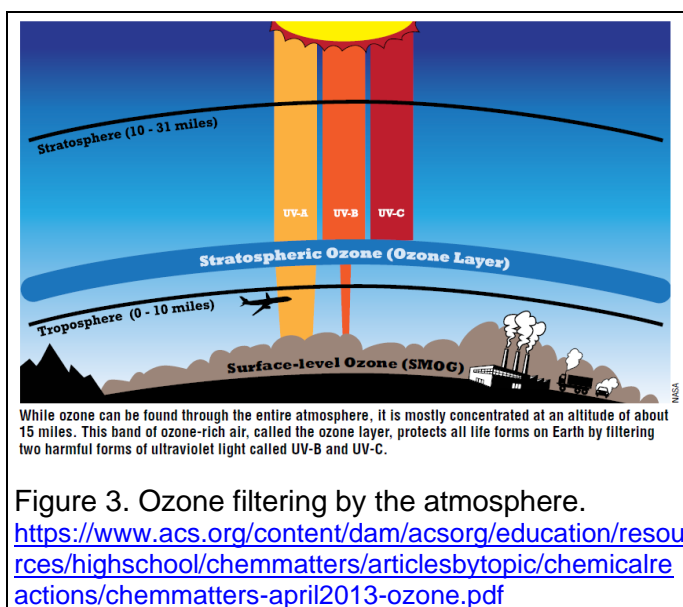 Stratosphere (10 - 31 miles)
UV-A
UV-B
UV-C
Stratospheric Ozone (Ozone Layer)
Troposphere (0 - 10 miles)
Surface-level Ozone (SMOG)
NASA
While ozone can be found through the entire atmosphere, it is mostly concentrated at an altitude of about
15 miles. This band of ozone-rich air, called the ozone layer, protects all life forms on Earth by filtering
two harmful forms of ultraviolet light called UV-B and UV-C.
Figure 3. Ozone filtering by the atmosphere.
https://www.acs.org/content/dam/acsorg/education/resou
rces/highschool/chemmatters/articlesbytopic/chemicalre
actions/chemmatters-april2013-ozone.pdf